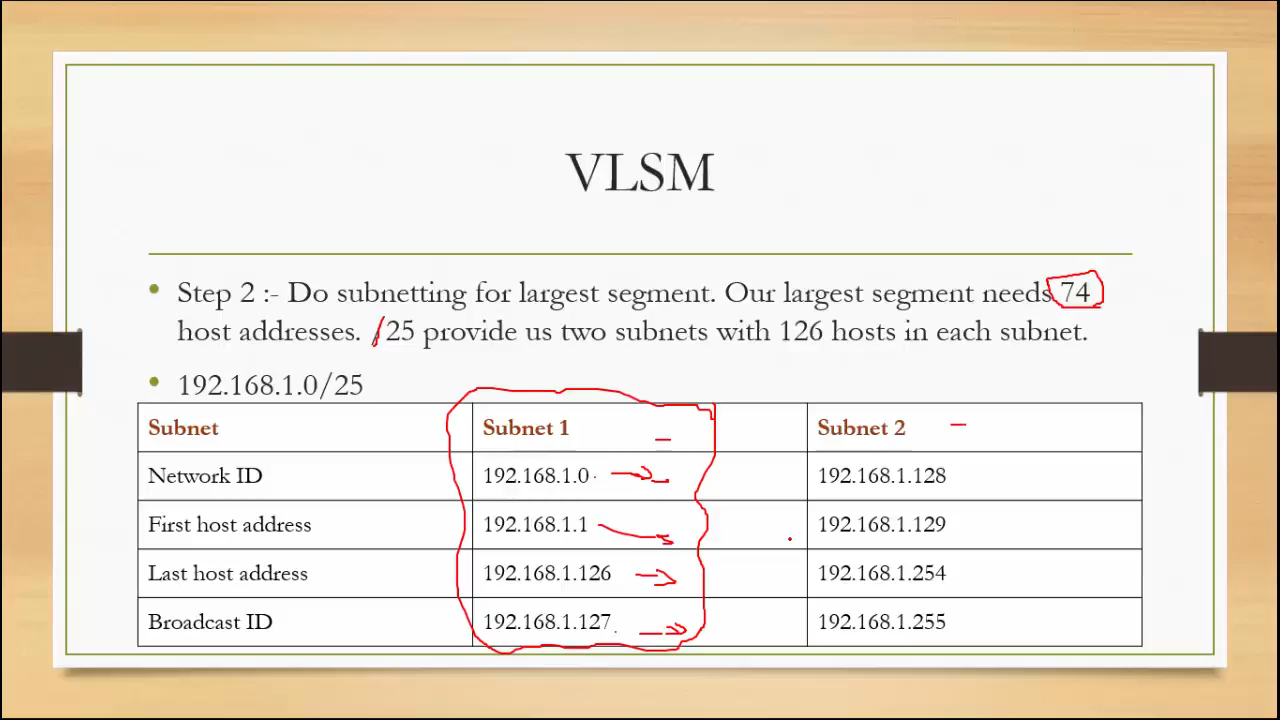 VLSM
Step 2 :- Do subnetting for largest segment. Our largest segment needs 74
host addresses. /25 provide us two subnets with 126 hosts in each subnet.
192.168.1.0/25
Subnet Subnet 1 Subnet 2
Network ID 192.168.1.0 192.168.1.128
First host address 192.168.1.1 192.168.1.129
Last host address 192.168.1.126 192.168.1.254
Broadcast ID 192.168.1.127 192.168.1.255